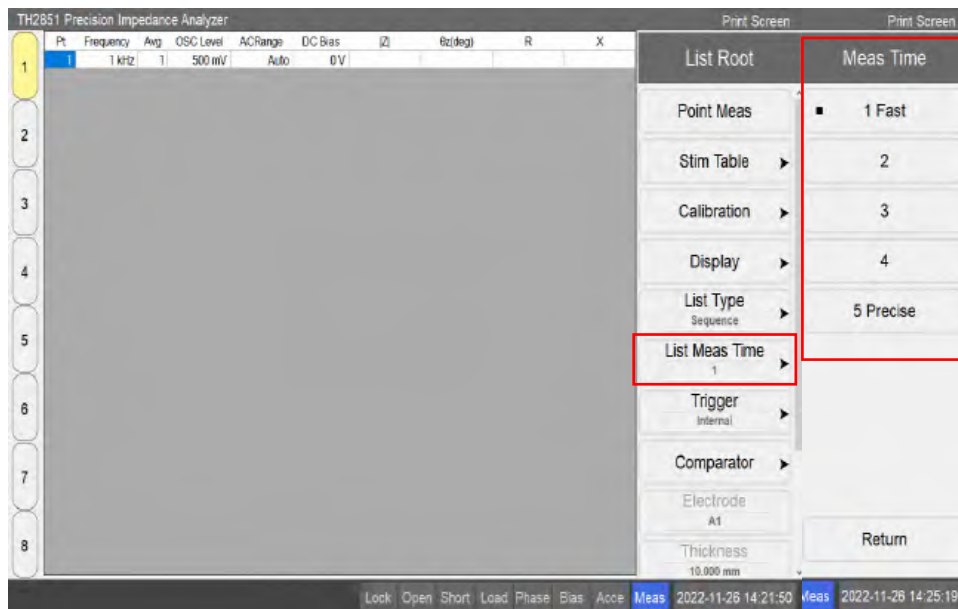 TH2851 Precision Impedance Analyzer
Print Screen
Print Screen
Pt Frequency Avg OSC Level ACRange DC Bias |Z| θz(deg) R X
1 1 kHz 1 500 mV Auto 0 V
1
2
3
4
5
6
7
8
List Root
Point Meas
Stim Table
Calibration
Display
List Type
Sequence
List Meas Time
1
Trigger
Internal
Comparator
Electrode
A1
Thickness
10.000 mm
Meas Time
1 Fast
2
3
4
5 Precise
Return
Lock Open Short Load Phase Bias Acce Meas 2022-11-26 14:21:50 Meas 2022-11-26 14:25:19